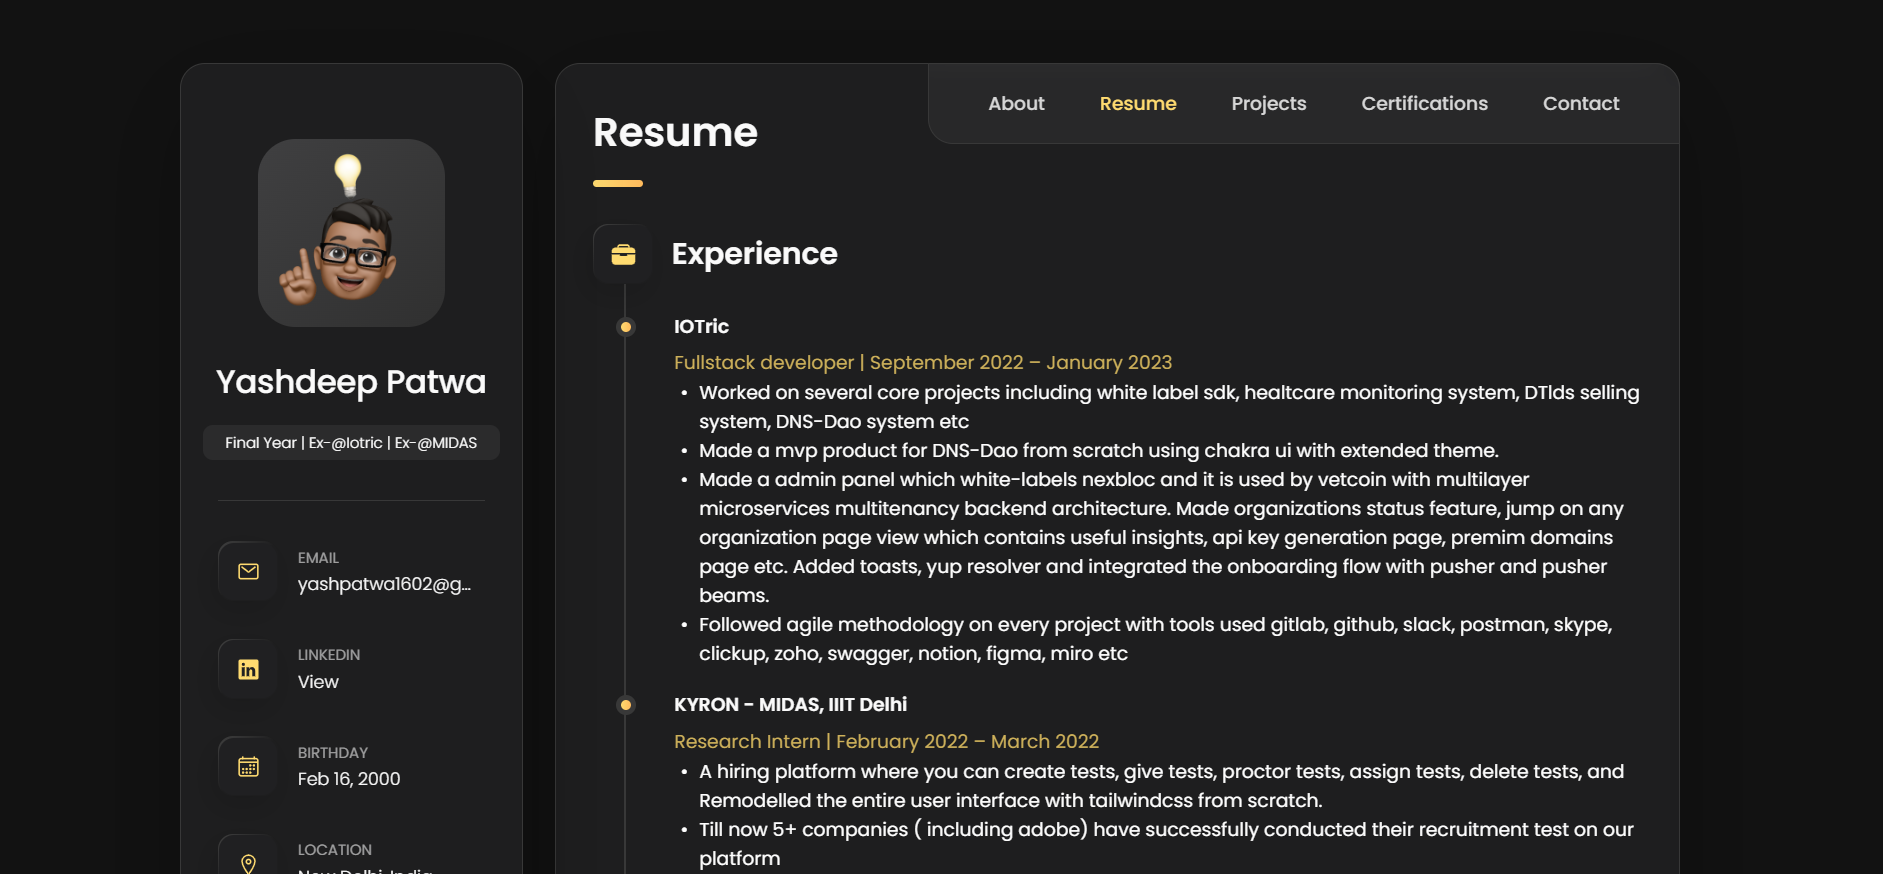 About
Resume
Projects
Certifications
Contact
Yashdeep Patwa
Final Year | Ex-@Iotric | Ex-@MIDAS
EMAIL
yashpatwa1602@g...
LINKEDIN
View
BIRTHDAY
Feb 16, 2000
LOCATION
New Delhi, India
Resume
Experience
IOTric
Fullstack developer | September 2022 – January 2023
• Worked on several core projects including white label sdk, healtcare monitoring system, DTlds selling
system, DNS-Dao system etc
• Made a mvp product for DNS-Dao from scratch using chakra ui with extended theme.
• Made a admin panel which white-labels nexbloc and it is used by vetcoin with multilayer
microservices multitenancy backend architecture. Made organizations status feature, jump on any
organization page view which contains useful insights, api key generation page, premim domains
page etc. Added toasts, yup resolver and integrated the onboarding flow with pusher and pusher
beams.
• Followed agile methodology on every project with tools used gitlab, github, slack, postman, skype,
clickup, zoho, swagger, notion, figma, miro etc
KYRON - MIDAS, IIIT Delhi
Research Intern | February 2022 – March 2022
• A hiring platform where you can create tests, give tests, proctor tests, assign tests, delete tests, and
Remodelled the entire user interface with tailwindcss from scratch.
• Till now 5+ companies ( including adobe) have successfully conducted their recruitment test on our
platform